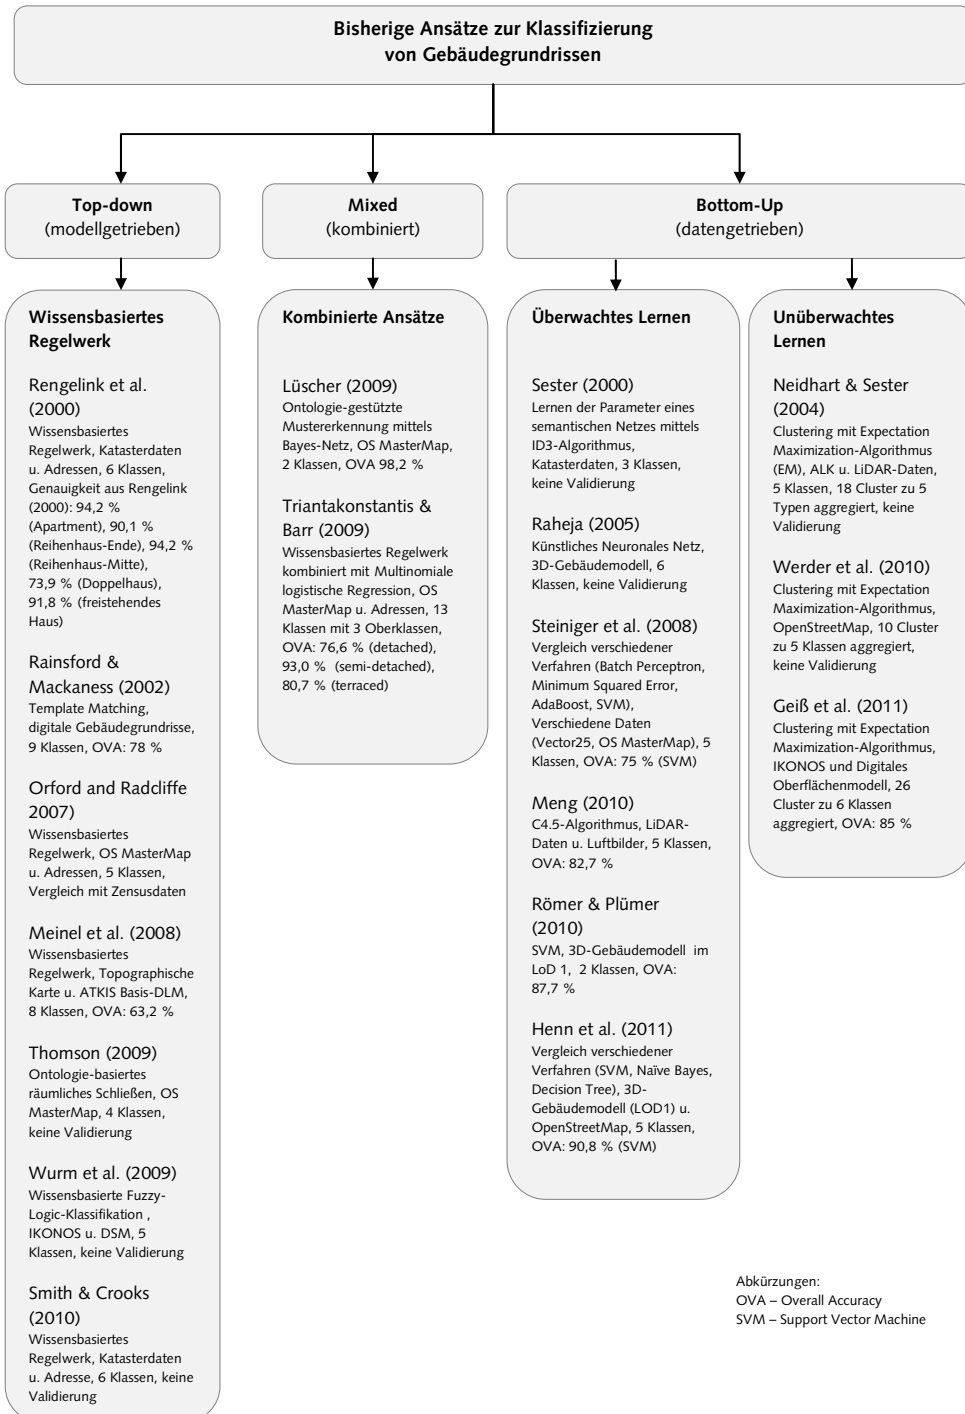 Bisherige Ansätze zur Klassifizierung
von Gebäudegrundrissen
Top-down
(modellgetrieben)
Mixed
(kombiniert)
Bottom-Up
(datengetrieben)
Wissensbasiertes
Regelwerk
Rengelink et al.
(2000)
Wissensbasiertes
Regelwerk, Katasterdaten
u. Adressen, 6 Klassen,
Genauigkeit aus Rengelink
(2000): 94,2 %
(Apartment), 90,1 %
(Reihenhaus-Ende), 94,2 %
(Reihenhaus-Mitte),
73,9 % (Doppelhaus),
91,8 % (freistehendes
Haus)
Rainsford &
Mackaness (2002)
Template Matching,
digitale Gebäudegrundrisse,
9 Klassen, OVA: 78 %
Orford and Radcliffe
2007)
Wissensbasiertes
Regelwerk, OS MasterMap
u. Adressen, 5 Klassen,
Vergleich mit Zensusdaten
Meinel et al. (2008)
Wissensbasiertes
Regelwerk, Topographische
Karte u. ATKIS Basis-DLM,
8 Klassen, OVA: 63,2 %
Thomson (2009)
Ontologie-basiertes
räumliches Schließen, OS
MasterMap, 4 Klassen,
keine Validierung
Wurm et al. (2009)
Wissensbasierte Fuzzy-
Logic-Klassifikation ,
IKONOS u. DSM, 5
Klassen, keine Validierung
Smith & Crooks
(2010)
Wissensbasiertes
Regelwerk, Katasterdaten
u. Adresse, 6 Klassen, keine
Validierung
Kombinierte Ansätze
Lüscher (2009)
Ontologie-gestützte
Mustererkennung mittels
Bayes-Netz, OS MasterMap,
2 Klassen, OVA 98,2 %
Triantakonstantis &
Barr (2009)
Wissensbasiertes Regelwerk
kombiniert mit Multinomiale
logistische Regression, OS
MasterMap u. Adressen, 13
Klassen mit 3 Oberklassen,
OVA: 76,6 % (detached),
93,0 % (semi-detached),
80,7 % (terraced)
Überwachtes Lernen
Sester (2000)
Lernen der Parameter eines
semantischen Netzes mittels
ID3-Algorithmus,
Katasterdaten, 3 Klassen,
keine Validierung
Raheja (2005)
Künstliches Neuronales Netz,
3D-Gebäudemodell, 6
Klassen, keine Validierung
Steiniger et al. (2008)
Vergleich verschiedener
Verfahren (Batch Perceptron,
Minimum Squared Error,
AdaBoost, SVM),
Verschiedene Daten
(Vector25, OS MasterMap), 5
Klassen, OVA: 75 % (SVM)
Meng (2010)
C4.5-Algorithmus, LiDAR-
Daten u. Luftbilder, 5 Klassen,
OVA: 82,7 %
Römer & Plümer
(2010)
SVM, 3D-Gebäudemodell im
LoD 1, 2 Klassen, OVA:
87,7 %
Henn et al. (2011)
Vergleich verschiedener
Verfahren (SVM, Naïve Bayes,
Decision Tree), 3D-
Gebäudemodell (LOD1) u.
OpenStreetMap, 5 Klassen,
OVA: 90,8 % (SVM)
Unüberwachtes
Lernen
Neidhart & Sester
(2004)
Clustering mit Expectation
Maximization-Algorithmus
(EM), ALK u. LiDAR-Daten,
5 Klassen, 18 Cluster zu 5
Typen aggregiert, keine
Validierung
Werder et al. (2010)
Clustering mit Expectation
Maximization-Algorithmus,
OpenStreetMap, 10 Cluster
zu 5 Klassen aggregiert,
keine Validierung
Geiß et al. (2011)
Clustering mit Expectation
Maximization-Algorithmus,
IKONOS und Digitales
Oberflächenmodell, 26
Cluster zu 6 Klassen
aggregiert, OVA: 85 %
Abkürzungen:
OVA – Overall Accuracy
SVM – Support Vector Machine